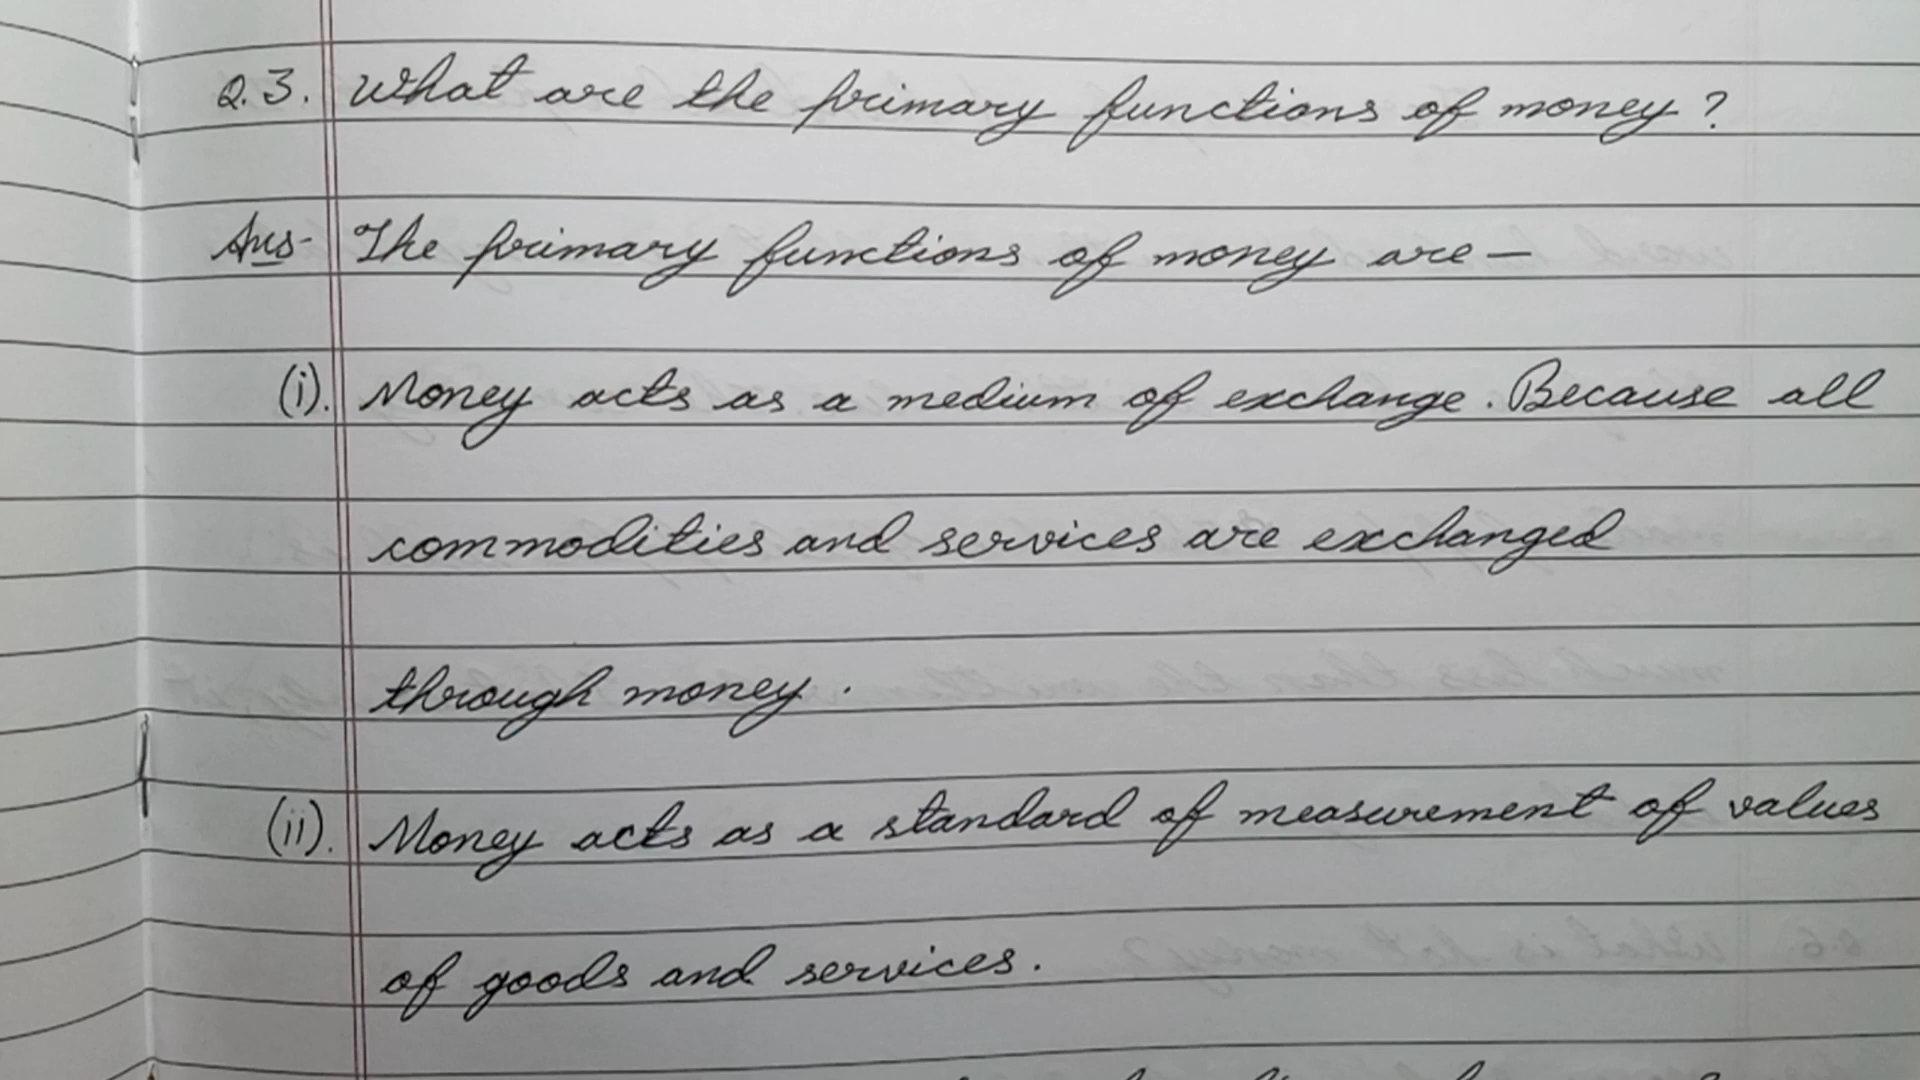 Q.3. What are the primary functions of money?
Ans- The primary functions of money are —
(i). Money acts as a medium of exchange. Because all
commodities and services are exchanged
through money.
(ii). Money acts as a standard of measurement of values
of goods and services.